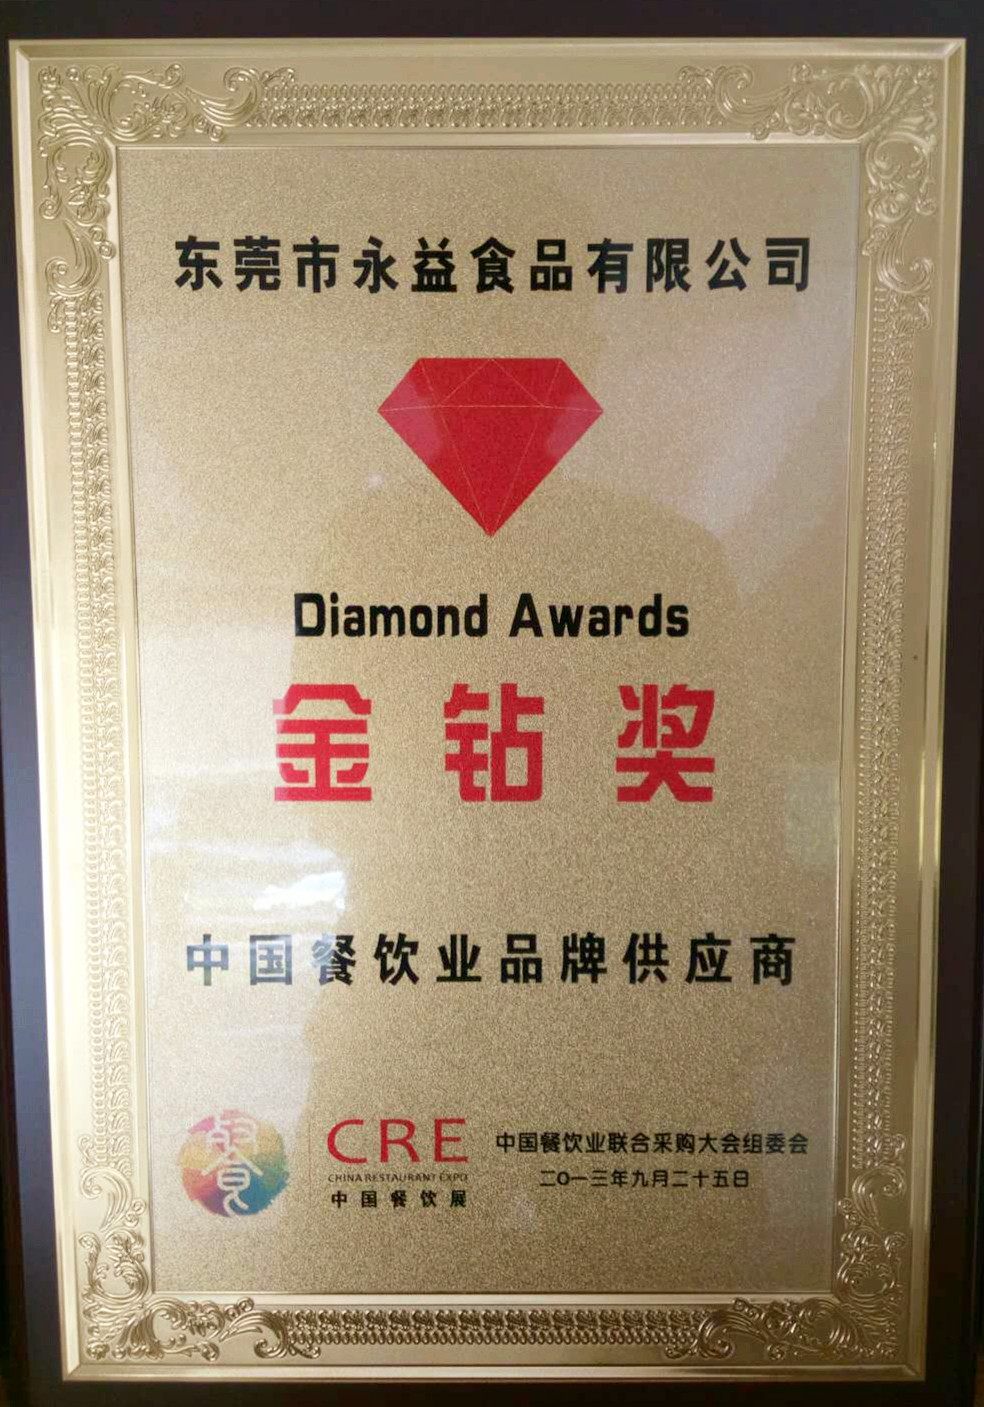 东莞市永益食品有限公司
Diamond Awards
金钻奖
中国餐饮业品牌供应商
餐
CRE
CHINA RESTAURANT EXPO
中国餐饮展
中国餐饮业联合采购大会组委会
二〇一三年九月二十五日